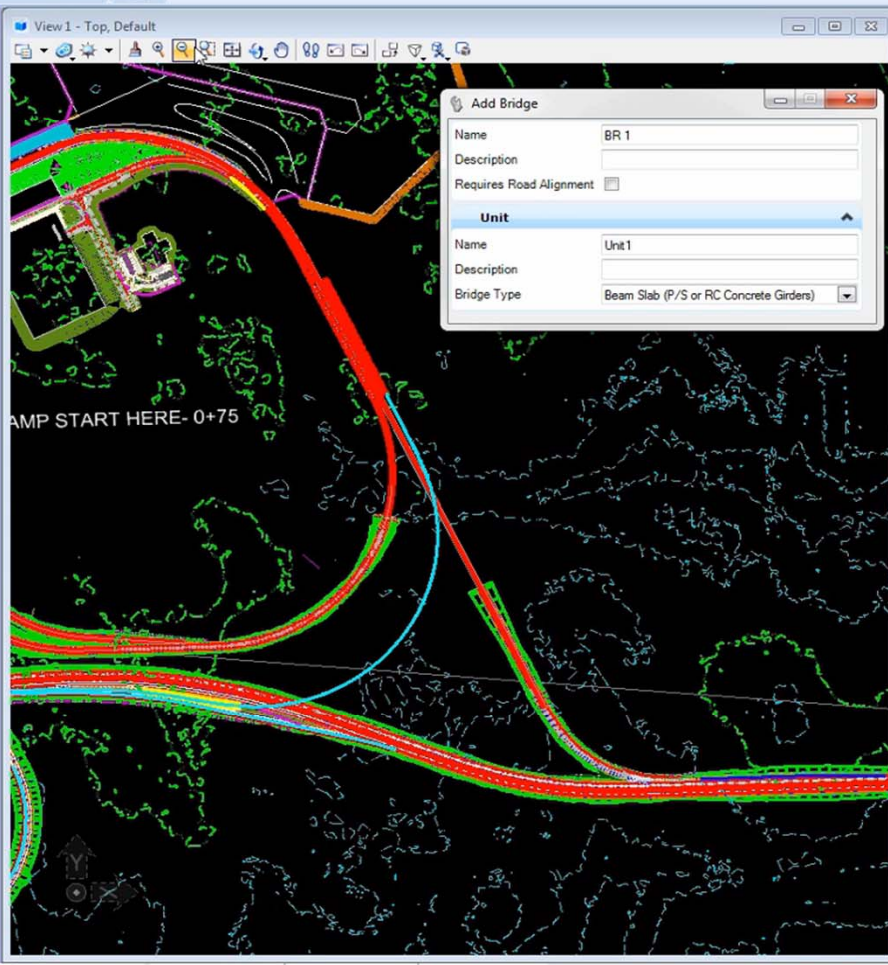 View 1 - Top, Default
Add Bridge
Name BR 1
Description
Requires Road Alignment
Unit
Name Unit1
Description
Bridge Type Beam Slab (P/S or RC Concrete Girders)
AMP START HERE- 0+75
Y